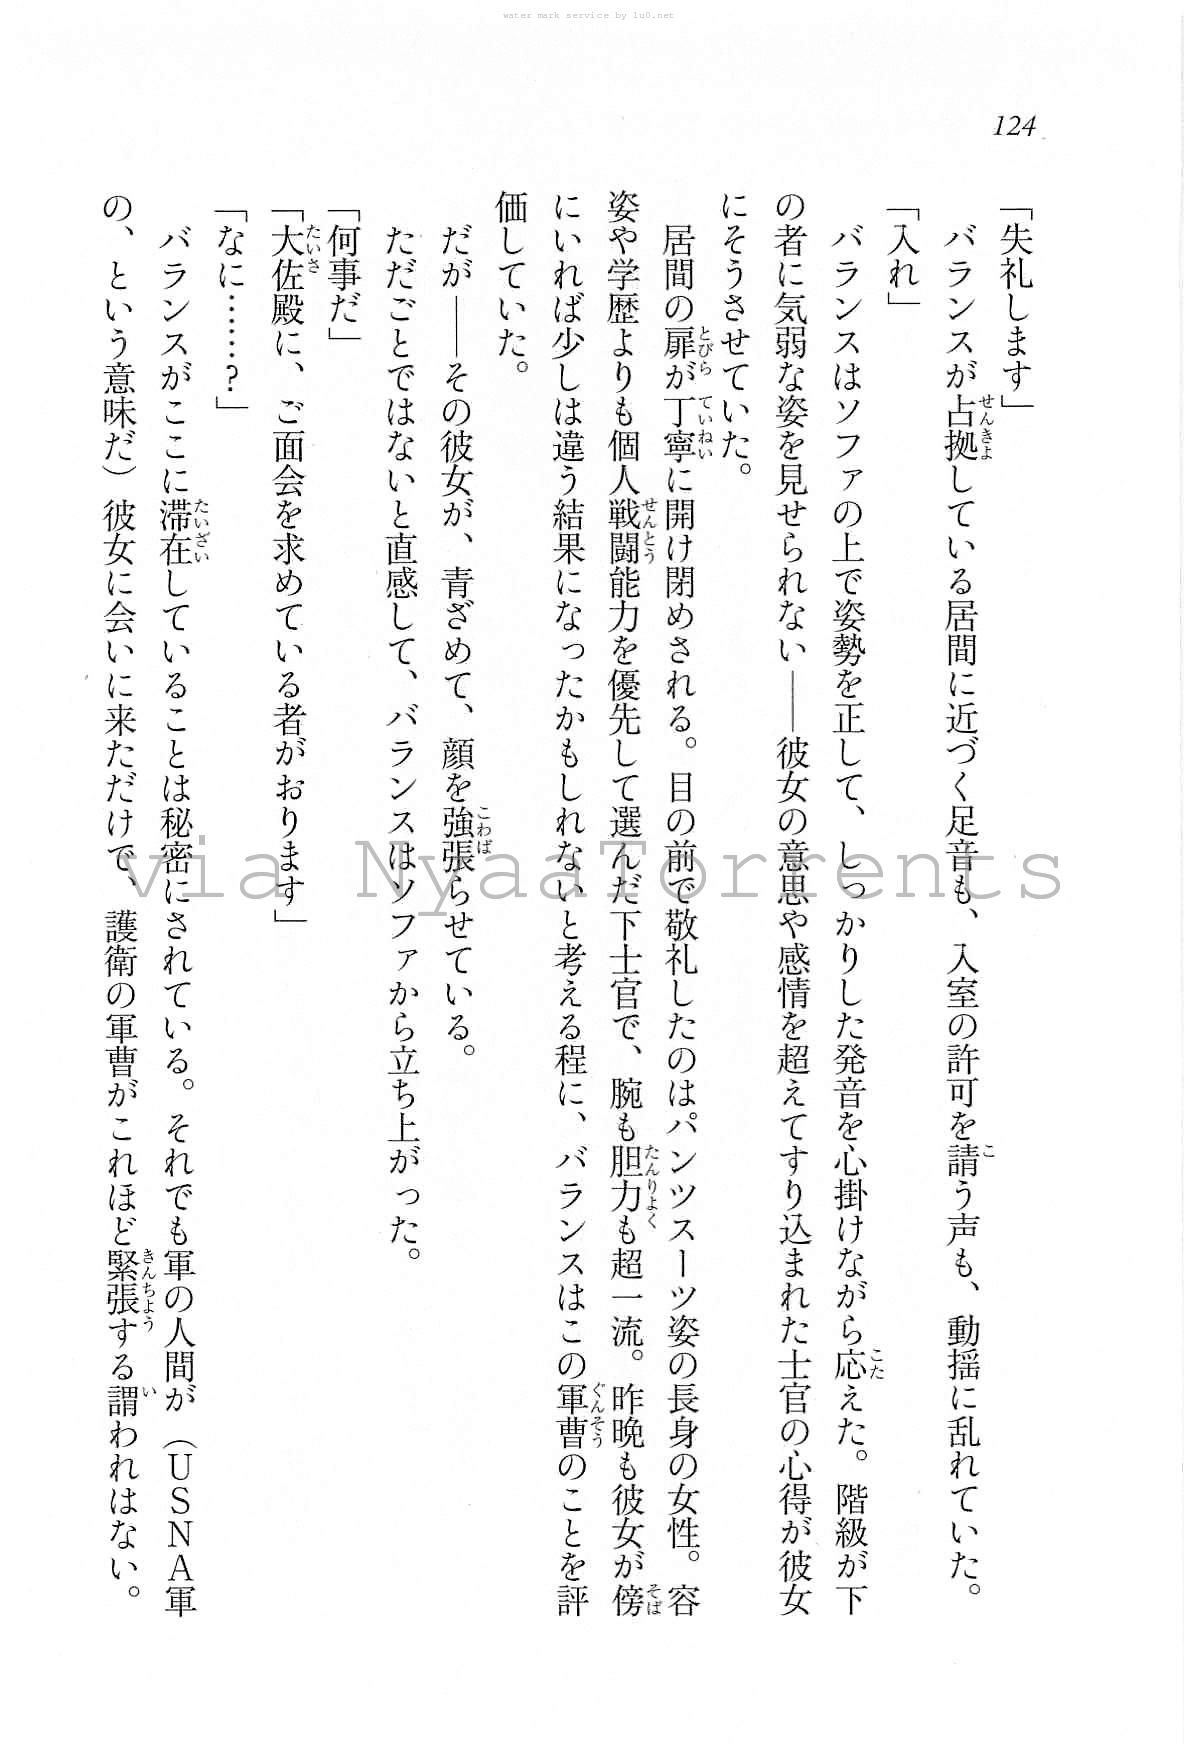 water mark service by lu0.net
124
「失礼します」
バランスが占拠している居間に近づく足音も、入室の許可を請う声も、動揺に乱れていた。
「入れ」
バランスはソファの上で姿勢を正して、しっかりした発音を心掛けながら応えた。階級が下
の者に気弱な姿を見せられない――彼女の意思や感情を超えてすり込まれた士官の心得が彼女
にそうさせていた。
居間の扉が丁寧に開け閉めされる。目の前で敬礼したのはパンツスーツ姿の長身の女性。容
姿や学歴よりも個人戦闘能力を優先して選んだ下士官で、腕も胆力も超一流。昨晩も彼女が傍
にいれば少しは違う結果になったかもしれないと考える程に、バランスはこの軍曹のことを評
価していた。
だが――その彼女が、青ざめて、顔を強張らせている。
ただごとではないと直感して、バランスはソファから立ち上がった。
「何事だ」
「大佐殿に、ご面会を求めている者がおります」
「なに……？」
バランスがここに滞在していることは秘密にされている。それでも軍の人間が（ＵＳＮＡ軍
の、という意味だ）彼女に会いに来ただけで、護衛の軍曹がこれほど緊張する謂われはない。
via NyaaTorrents